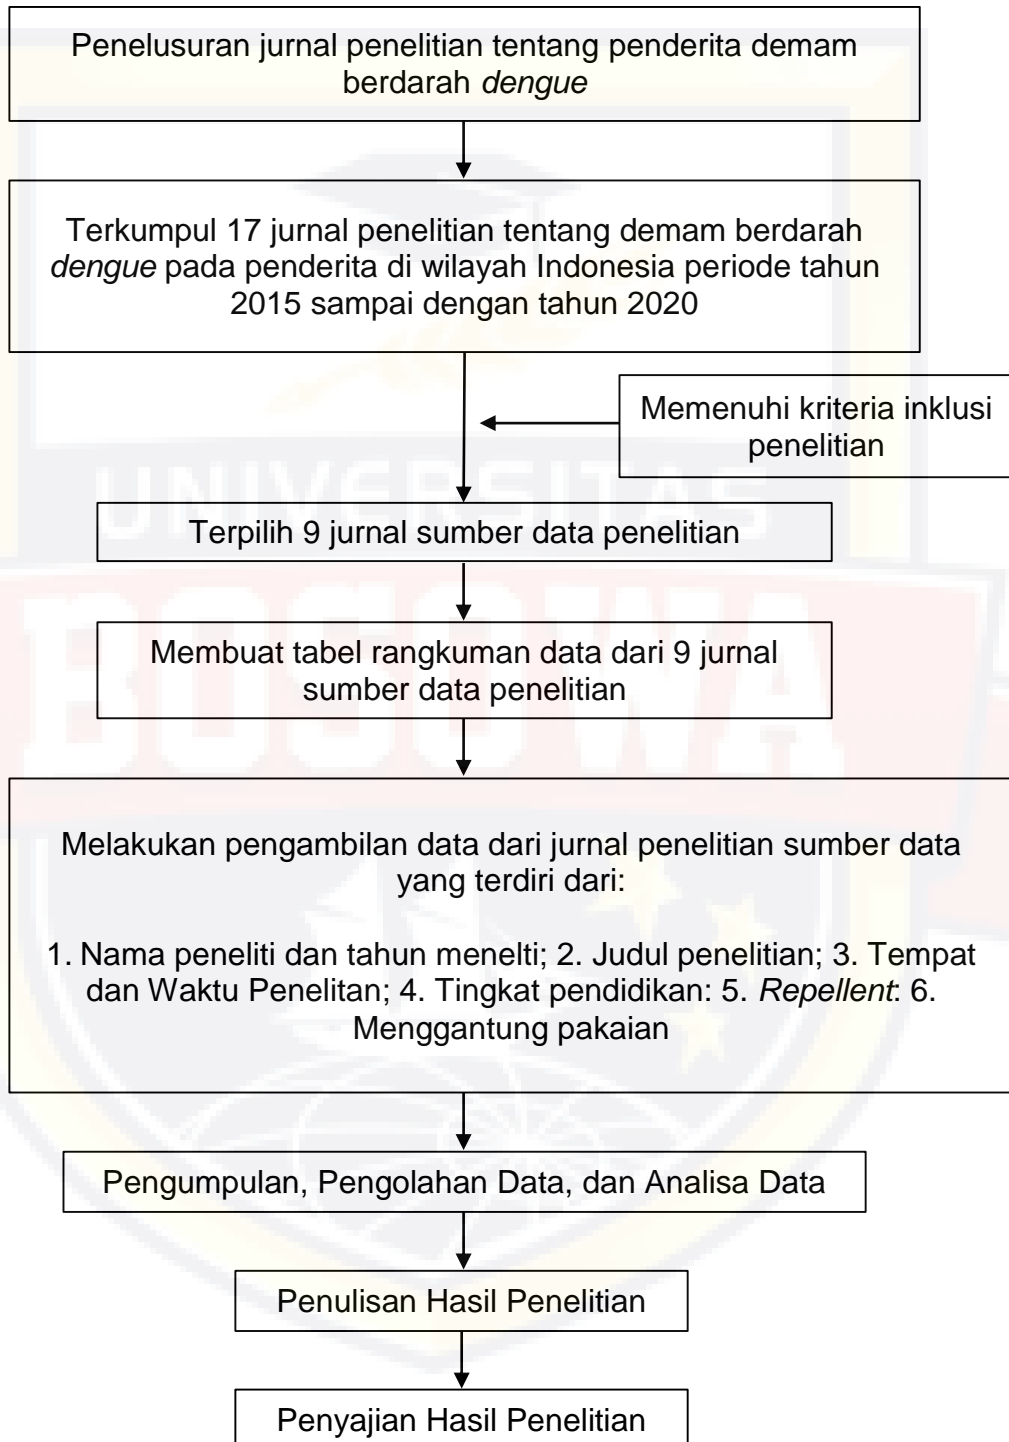 Penelusuran jurnal penelitian tentang penderita demam
berdarah dengue
Terkumpul 17 jurnal penelitian tentang demam berdarah
dengue pada penderita di wilayah Indonesia periode tahun
2015 sampai dengan tahun 2020
Memenuhi kriteria inklusi
penelitian
UNIVERSITAS
Terpilih 9 jurnal sumber data penelitian
BOSOWA
Membuat tabel rangkuman data dari 9 jurnal
sumber data penelitian
Melakukan pengambilan data dari jurnal penelitian sumber data
yang terdiri dari:
1. Nama peneliti dan tahun menelti; 2. Judul penelitian; 3. Tempat
dan Waktu Penelitan; 4. Tingkat pendidikan: 5. Repellent: 6.
Menggantung pakaian
Pengumpulan, Pengolahan Data, dan Analisa Data
Penulisan Hasil Penelitian
Penyajian Hasil Penelitian